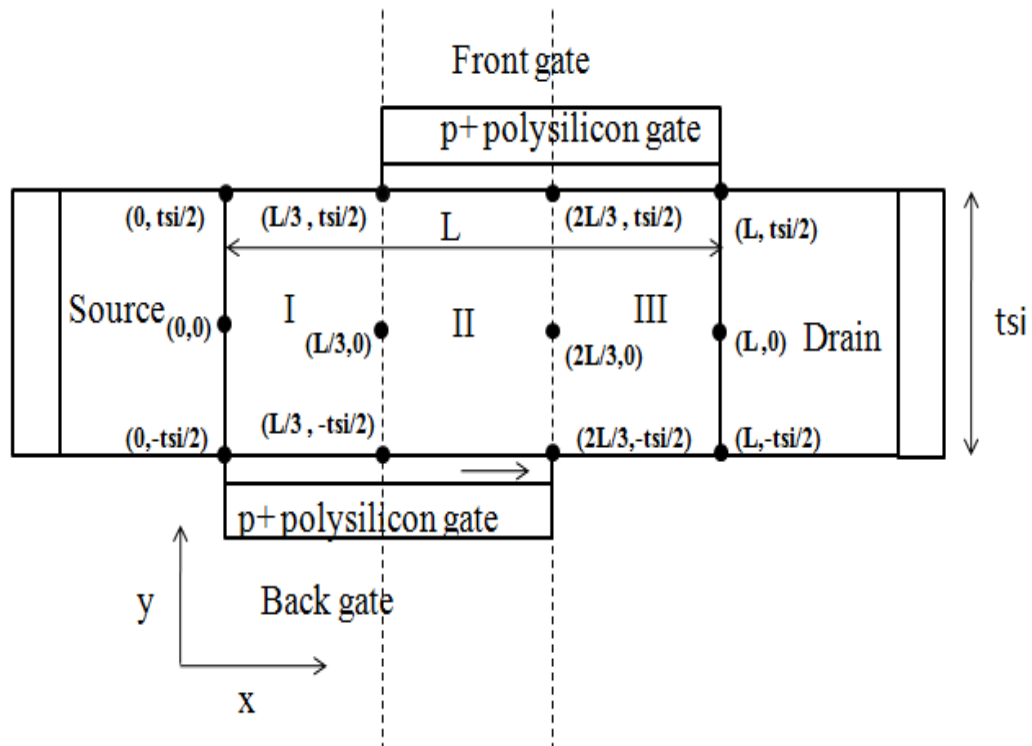 Front gate
p+ polysilicon gate
(0, tsi/2)
(L/3 , tsi/2)
L
(2L/3 , tsi/2)
(L, tsi/2)
Source
(0,0)
I
(L/3,0)
II
III
(2L/3,0)
(L ,0)
Drain
tsi
(0,-tsi/2)
(L/3 , -tsi/2)
(2L/3,-tsi/2)
(L,-tsi/2)
p+ polysilicon gate
Back gate
y
x